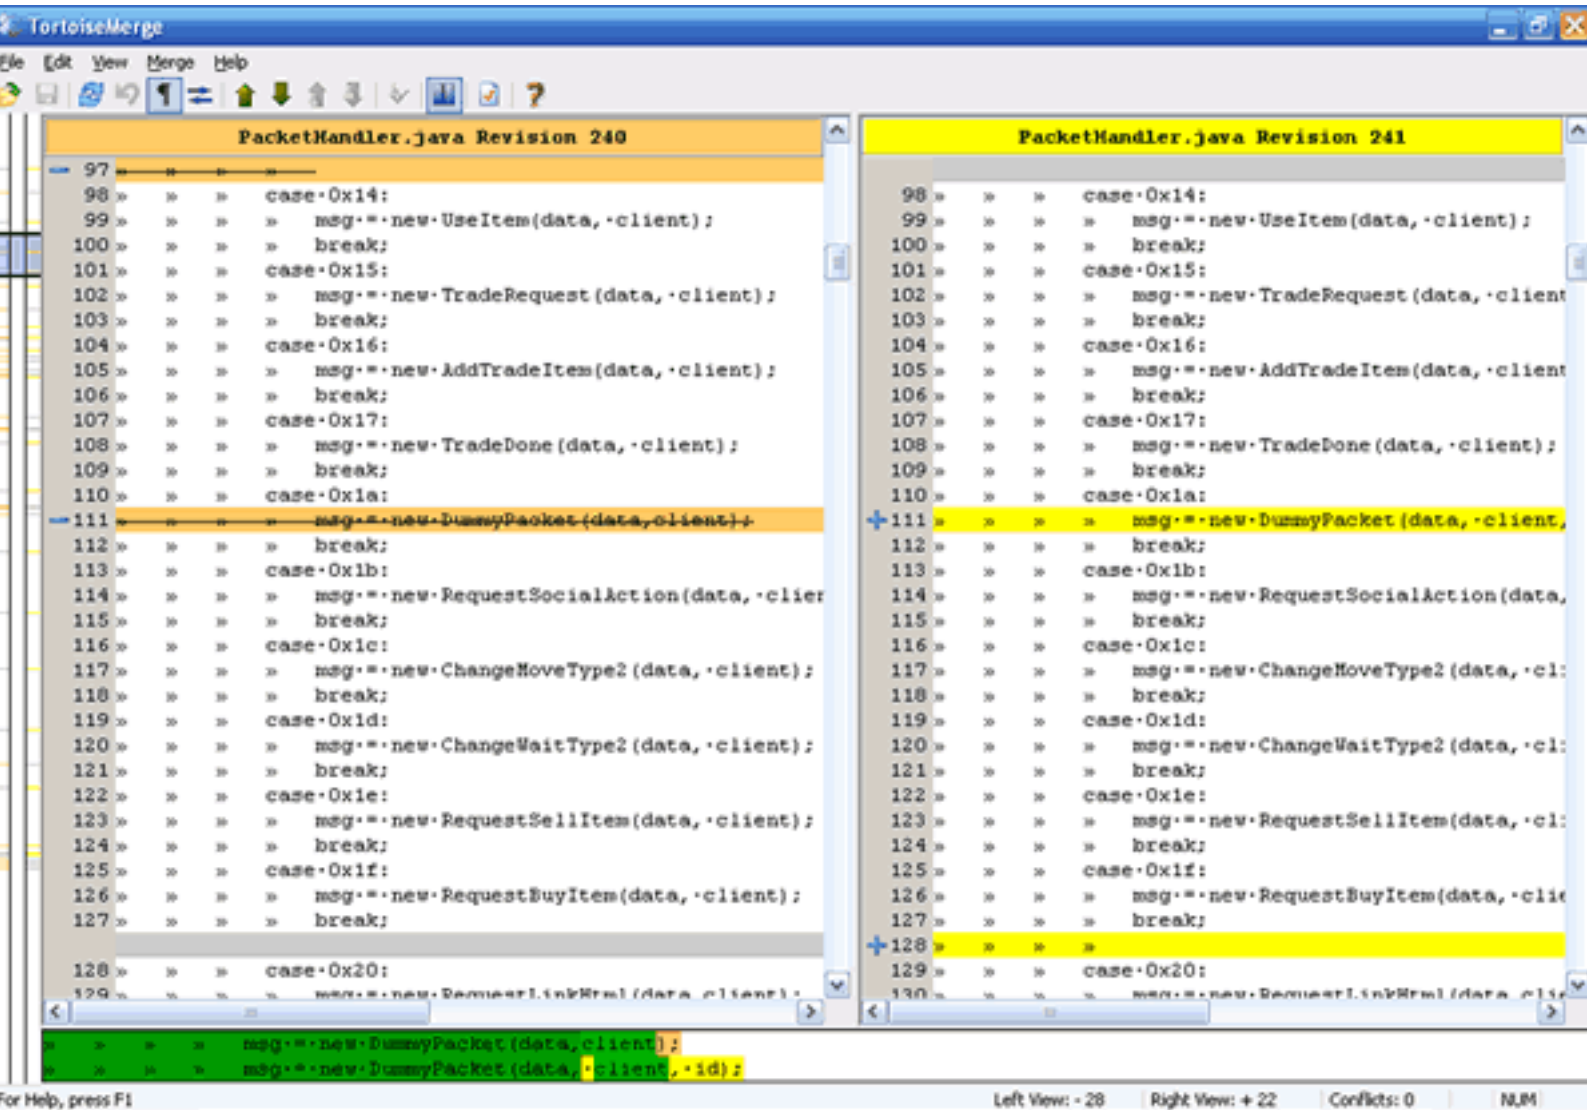 TortoiseMerge
File Edit View Merge Help
PacketHandler.java Revision 240
97 » » » »
98 » » » case·0x14:
99 » » » » msg·=·new·UseItem(data,·client);
100 » » » » break;
101 » » » case·0x15:
102 » » » » msg·=·new·TradeRequest(data,·client);
103 » » » » break;
104 » » » case·0x16:
105 » » » » msg·=·new·AddTradeItem(data,·client);
106 » » » » break;
107 » » » case·0x17:
108 » » » » msg·=·new·TradeDone(data,·client);
109 » » » » break;
110 » » » case·0x1a:
111 » » » » msg·=·new·DummyPacket(data,client);
112 » » » » break;
113 » » » case·0x1b:
114 » » » » msg·=·new·RequestSocialAction(data,·clien
115 » » » » break;
116 » » » case·0x1c:
117 » » » » msg·=·new·ChangeMoveType2(data,·client);
118 » » » » break;
119 » » » case·0x1d:
120 » » » » msg·=·new·ChangeWaitType2(data,·client);
121 » » » » break;
122 » » » case·0x1e:
123 » » » » msg·=·new·RequestSellItem(data,·client);
124 » » » » break;
125 » » » case·0x1f:
126 » » » » msg·=·new·RequestBuyItem(data,·client);
127 » » » » break;
128 » » » case·0x20:
129 » » » » msg·=·new·RequestLinkHtml(data,client);
PacketHandler.java Revision 241
98 » » » case·0x14:
99 » » » » msg·=·new·UseItem(data,·client);
100 » » » » break;
101 » » » case·0x15:
102 » » » » msg·=·new·TradeRequest(data,·client
103 » » » » break;
104 » » » case·0x16:
105 » » » » msg·=·new·AddTradeItem(data,·client
106 » » » » break;
107 » » » case·0x17:
108 » » » » msg·=·new·TradeDone(data,·client);
109 » » » » break;
110 » » » case·0x1a:
111 » » » » msg·=·new·DummyPacket(data,·client,
112 » » » » break;
113 » » » case·0x1b:
114 » » » » msg·=·new·RequestSocialAction(data,
115 » » » » break;
116 » » » case·0x1c:
117 » » » » msg·=·new·ChangeMoveType2(data,·cl
118 » » » » break;
119 » » » case·0x1d:
120 » » » » msg·=·new·ChangeWaitType2(data,·cl
121 » » » » break;
122 » » » case·0x1e:
123 » » » » msg·=·new·RequestSellItem(data,·cl
124 » » » » break;
125 » » » case·0x1f:
126 » » » » msg·=·new·RequestBuyItem(data,·clie
127 » » » » break;
128 » » » »
129 » » » case·0x20:
130 » » » » msg·=·new·RequestLinkHtml(data,clie
» » » » msg·=·new·DummyPacket(data,client);
» » » » msg·=·new·DummyPacket(data,·client,·id);
For Help, press F1
Left View: - 28 Right View: + 22 Conflicts: 0 NUM